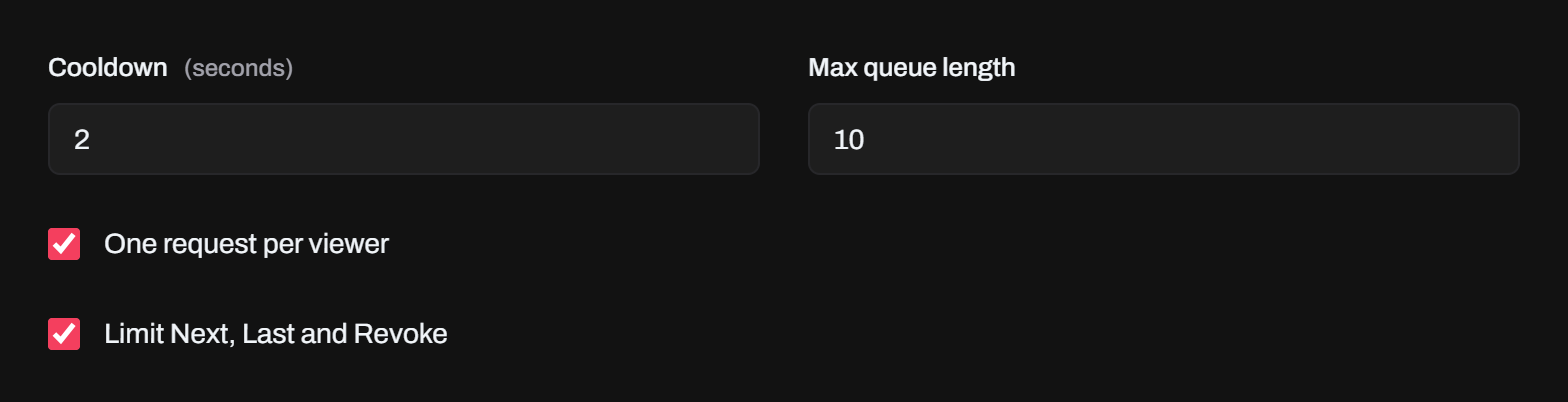 Cooldown (seconds)
Max queue length
2
10
One request per viewer
Limit Next, Last and Revoke